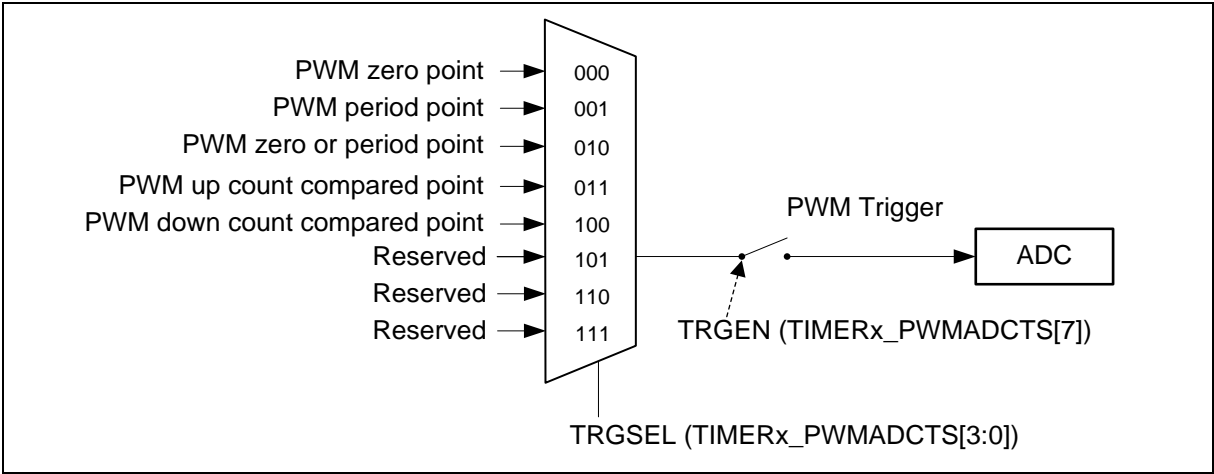 PWM zero point 000
PWM period point 001
PWM zero or period point 010
PWM up count compared point 011
PWM down count compared point 100
Reserved 101
Reserved 110
Reserved 111
PWM Trigger
ADC
TRGEN (TIMERx_PWMADCTS[7])
TRGSEL (TIMERx_PWMADCTS[3:0])